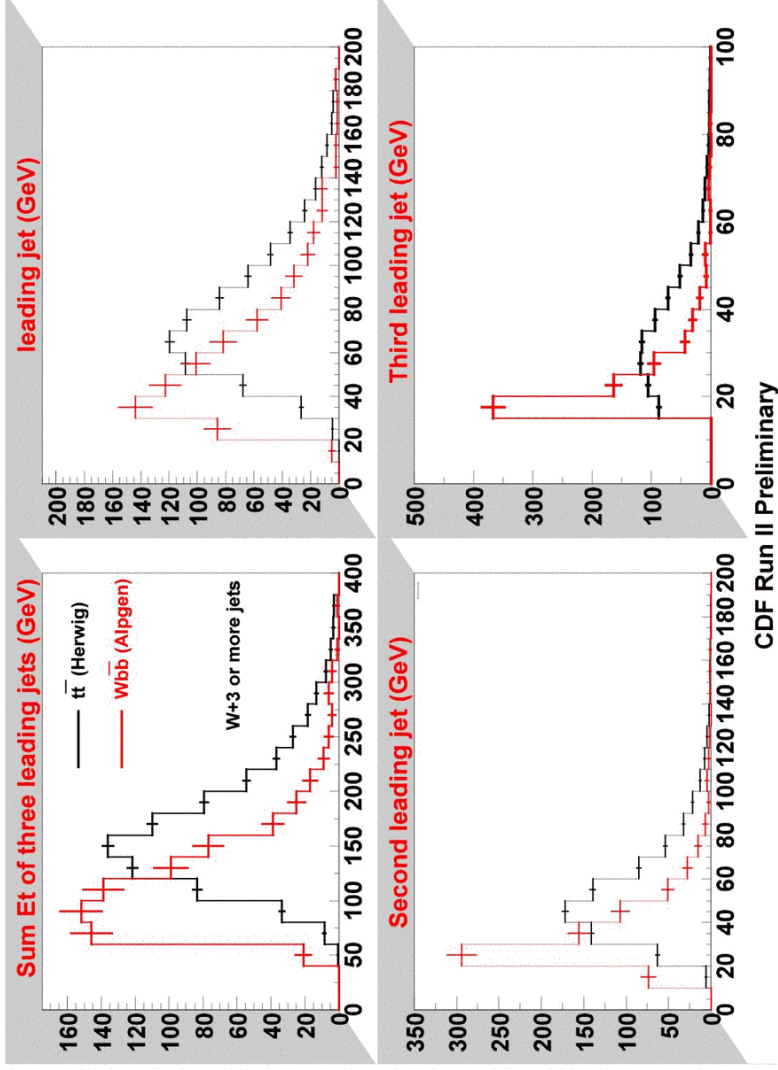 Sum Et of three leading jets (GeV)
160
140
120
100
80
60
40
20
0
tt̅ (Herwig)
Wbb̅ (Alpgen)
W+3 or more jets
50 100 150 200 250 300 350 400
leading jet (GeV)
200
180
160
140
120
100
80
60
40
20
0
0 20 40 60 80 100 120 140 160 180 200
Second leading jet (GeV)
350
300
250
200
150
100
50
0
0 20 40 60 80 100 120 140 160 180 200
Third leading jet (GeV)
500
400
300
200
100
0
0 20 40 60 80 100
CDF Run II Preliminary